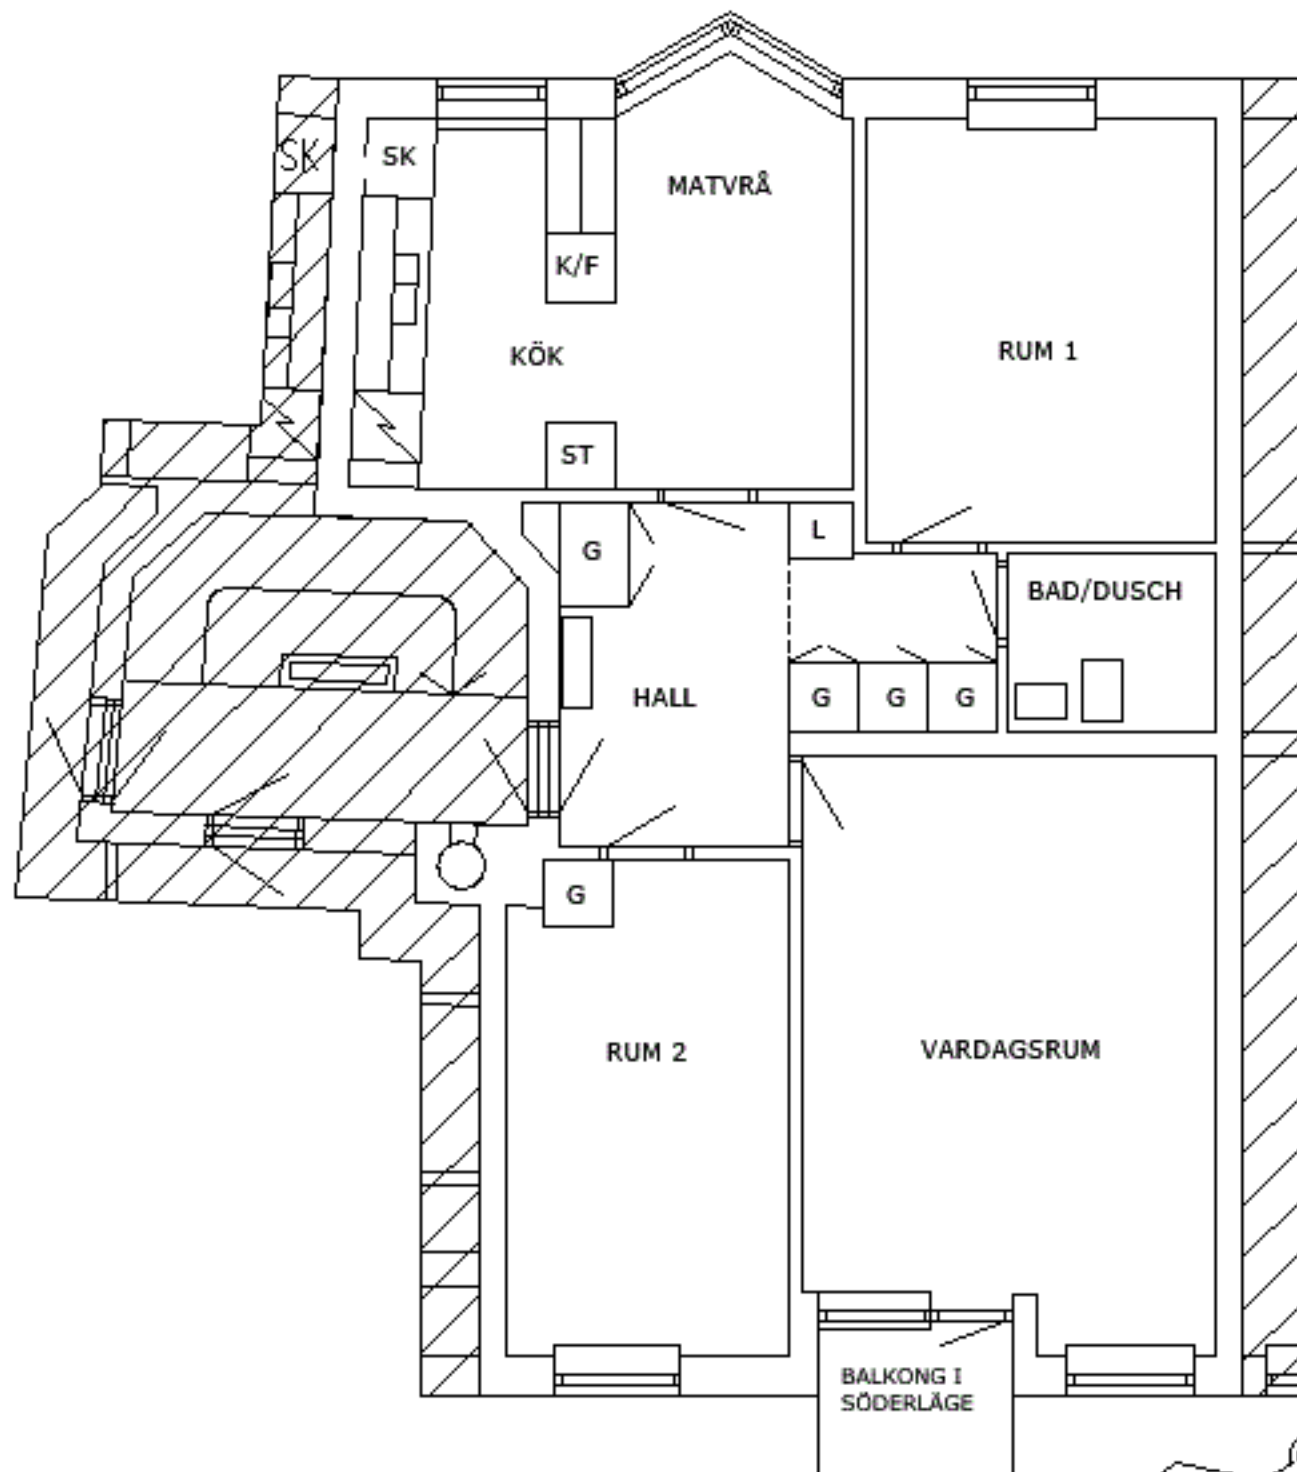 SK
SK
MATVRÅ
K/F
KÖK
RUM 1
ST
G
L
BAD/DUSCH
HALL
G
G
G
G
RUM 2
VARDAGSRUM
BALKONG I
SÖDERLÄGE